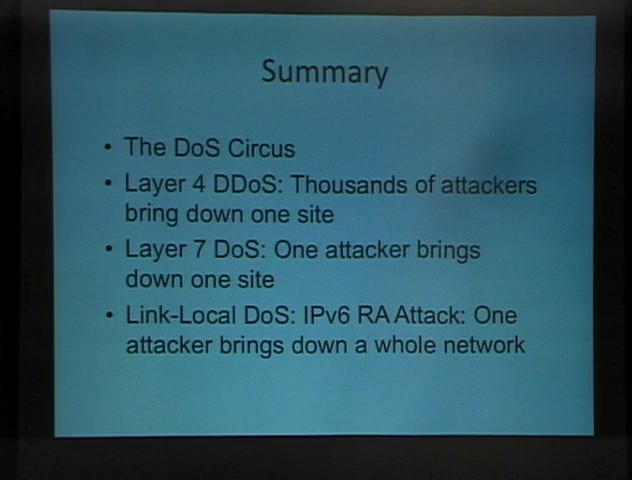 Summary
• The DoS Circus
• Layer 4 DDoS: Thousands of attackers
bring down one site
• Layer 7 DoS: One attacker brings
down one site
• Link-Local DoS: IPv6 RA Attack: One
attacker brings down a whole network